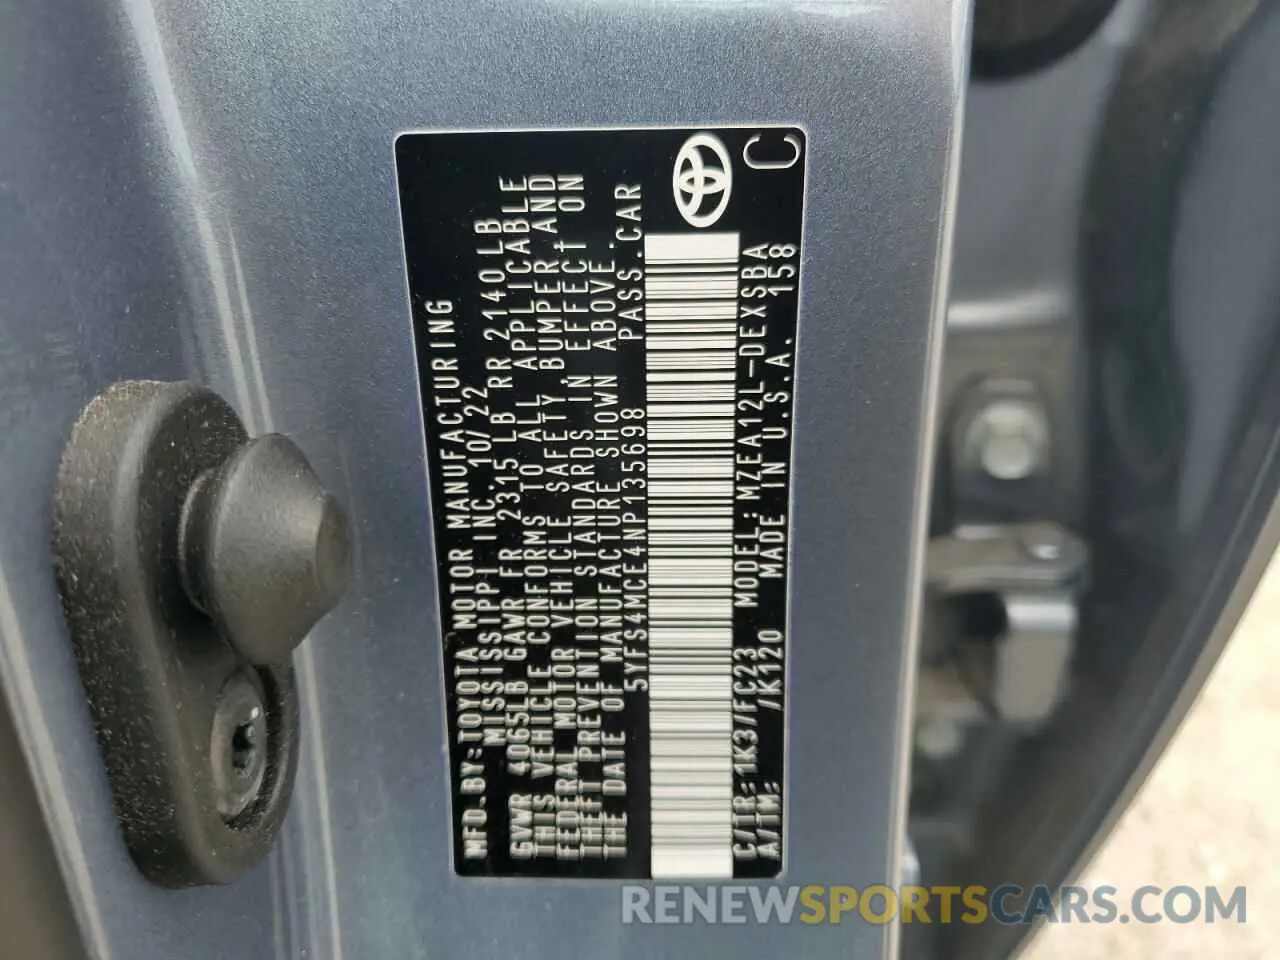 MFD.BY:TOYOTA MOTOR MANUFACTURING
MISSISSIPPI INC. 10/22
GVWR 4065LB GAWR FR 2315 LB RR 2140 LB
THIS VEHICLE CONFORMS TO ALL APPLICABLE
FEDERAL MOTOR VEHICLE SAFETY, BUMPER, AND
THEFT PREVENTION STANDARDS IN EFFECT ON
THE DATE OF MANUFACTURE SHOWN ABOVE.
5YFS4MCE4NP135698 PASS.CAR
C/TR:1K3/FC23 MODEL:MZEA12L-DEXSBA
A/TM: /K120 MADE IN U.S.A. 158
C
RENEWSPORTSCARS.COM